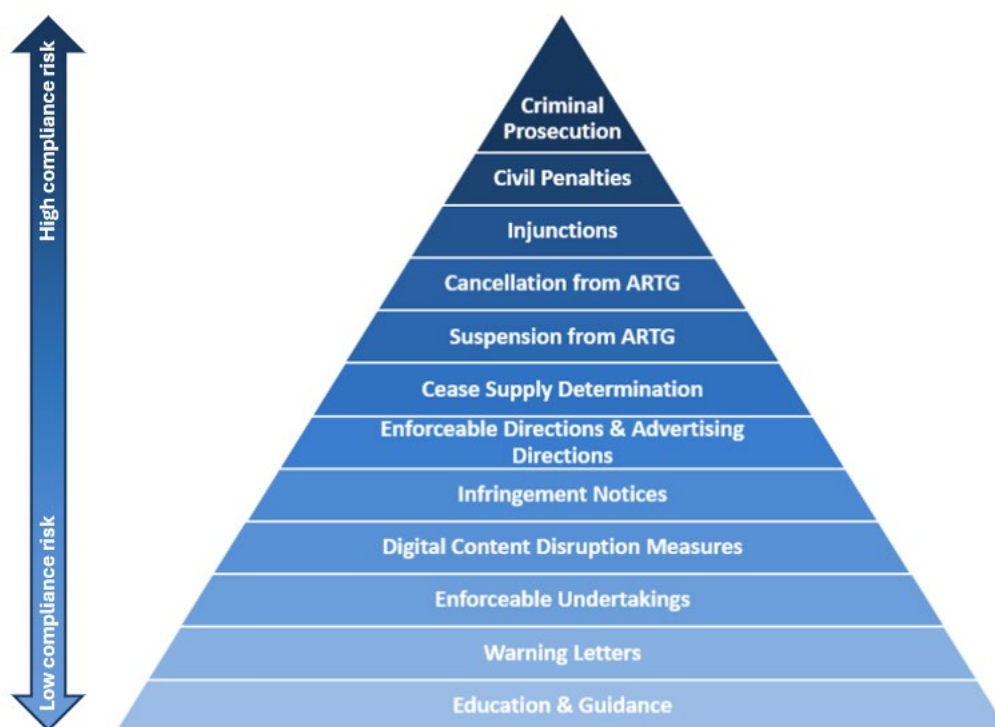 High compliance risk
Low compliance risk
Criminal
Prosecution
Civil Penalties
Injunctions
Cancellation from ARTG
Suspension from ARTG
Cease Supply Determination
Enforceable Directions & Advertising
Directions
Infringement Notices
Digital Content Disruption Measures
Enforceable Undertakings
Warning Letters
Education & Guidance